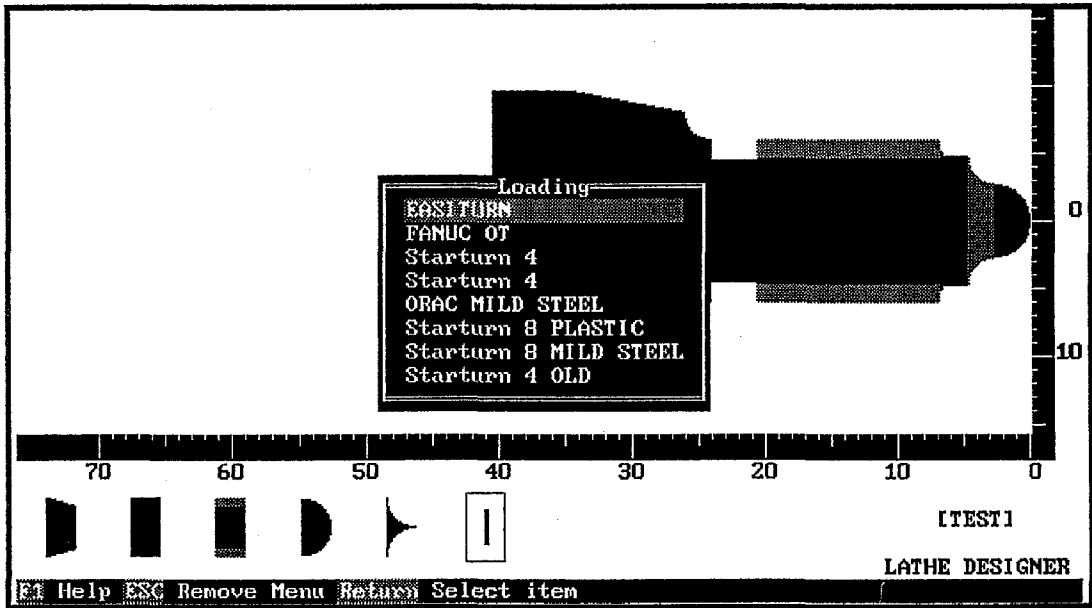 Loading
EASITURN
FANUC OT
Starturn 4
Starturn 4
ORAC MILD STEEL
Starturn 8 PLASTIC
Starturn 8 MILD STEEL
Starturn 4 OLD
0
10
70 60 50 40 30 20 10 0
[TEST]
LATHE DESIGNER
F1 Help ESC Remove Menu Return Select item